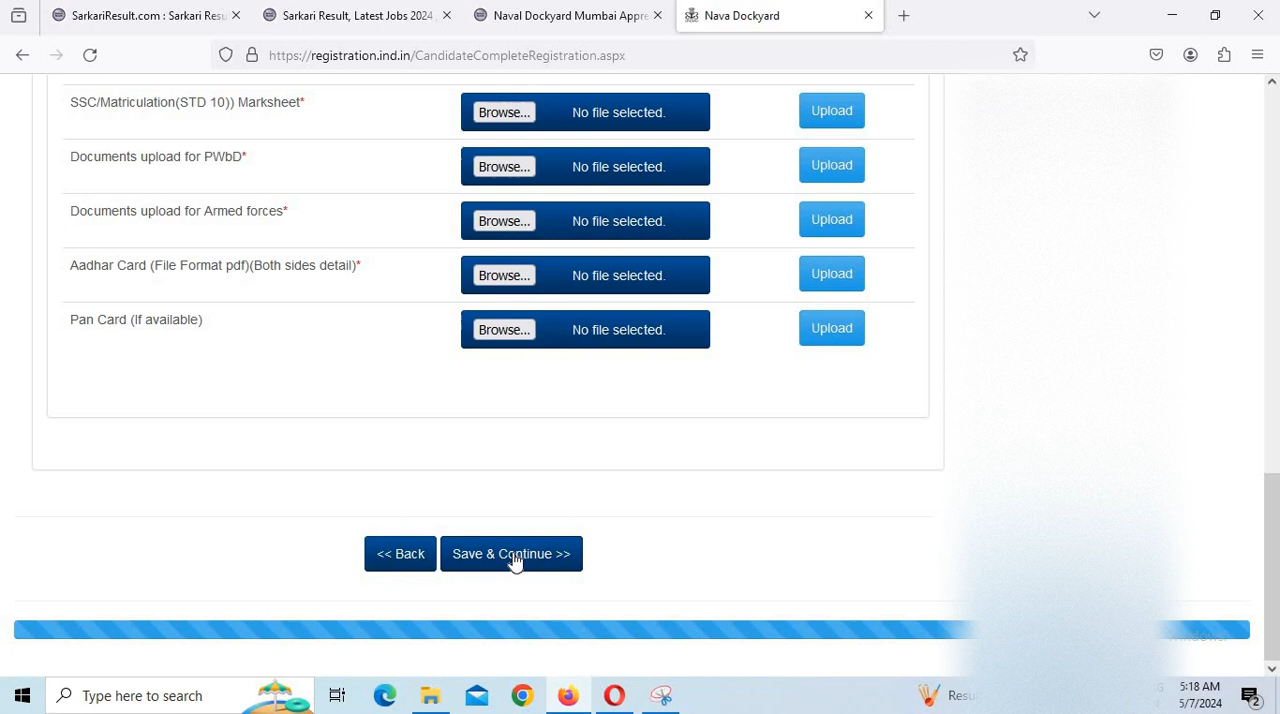 SarkariResult.com : Sarkari Resu
Sarkari Result, Latest Jobs 2024
Naval Dockyard Mumbai Appre
Nava Dockyard
https://registration.ind.in/CandidateCompleteRegistration.aspx
SSC/Matriculation(STD 10)) Marksheet*
Browse... No file selected. Upload
Documents upload for PWbD*
Browse... No file selected. Upload
Documents upload for Armed forces*
Browse... No file selected. Upload
Aadhar Card (File Format pdf)(Both sides detail)*
Browse... No file selected. Upload
Pan Card (If available)
Browse... No file selected. Upload
<< Back Save & Continue >>
Type here to search
Resu
5:18 AM
5/7/2024
2